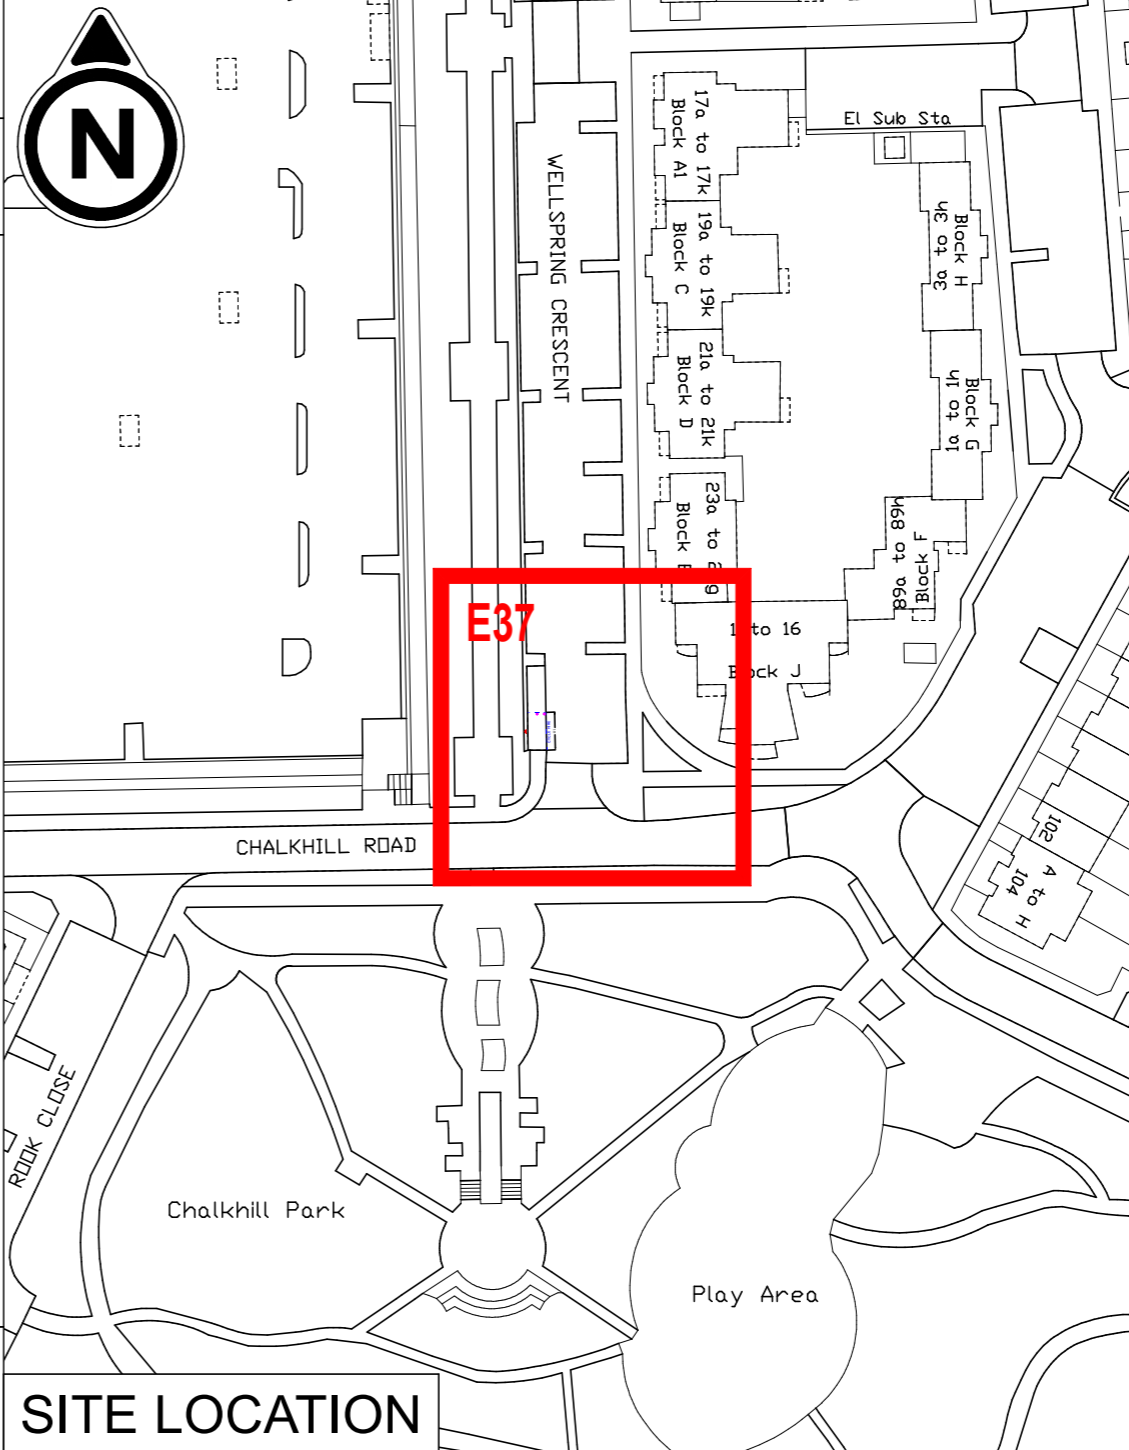 N
El Sub Sta
17a to 17k
Block A1
WELLSPRING CRESCENT
19a to 19k
Block C
Block H
3a to 3h
21a to 21k
Block D
Block G
1a to 1h
23a to
Block
89a to 89h
Block F
E37
to 16
Block J
CHALKHILL ROAD
102
A to H
104
ROOK CLOSE
Chalkhill Park
Play Area
SITE LOCATION